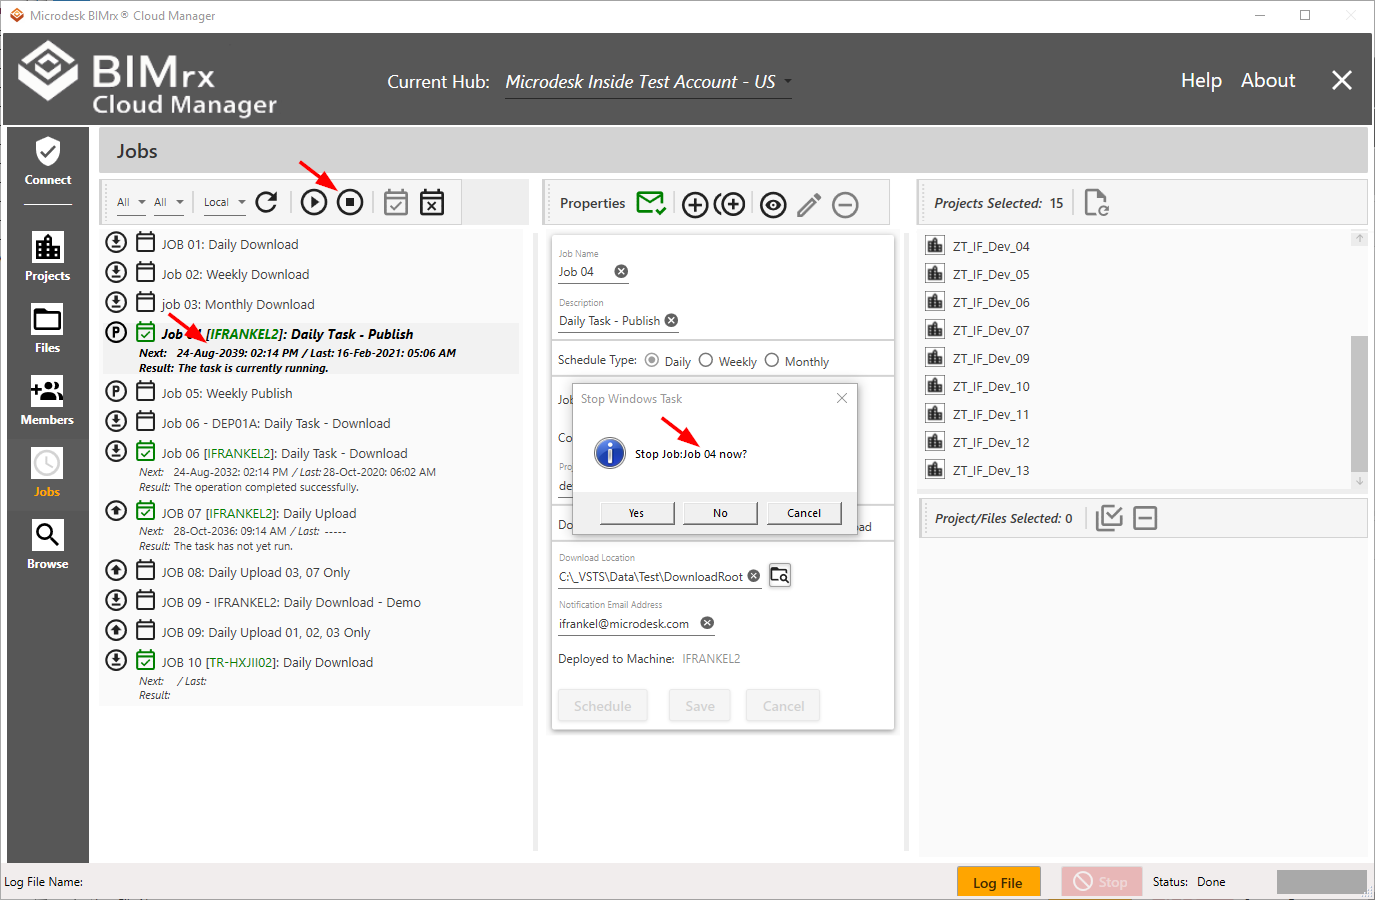 Microdesk BIMrx® Cloud Manager
BIMrx
Cloud Manager
Current Hub: Microdesk Inside Test Account - US
Help About
Connect
Projects
Files
Members
Jobs
Browse
Jobs
All All Local
JOB 01: Daily Download
Job 02: Weekly Download
job 03: Monthly Download
Job [IFRANKEL2]: Daily Task - Publish
Next: 24-Aug-2039: 02:14 PM / Last: 16-Feb-2021: 05:06 AM
Result: The task is currently running.
Job 05: Weekly Publish
Job 06 - DEP01A: Daily Task - Download
Job 06 [IFRANKEL2]: Daily Task - Download
Next: 24-Aug-2032: 02:14 PM / Last: 28-Oct-2020: 06:02 AM
Result: The operation completed successfully.
JOB 07 [IFRANKEL2]: Daily Upload
Next: 28-Oct-2036: 09:14 AM / Last: -----
Result: The task has not yet run.
JOB 08: Daily Upload 03, 07 Only
JOB 09 - IFRANKEL2: Daily Download - Demo
JOB 09: Daily Upload 01, 02, 03 Only
JOB 10 [TR-HXJII02]: Daily Download
Next: / Last:
Result:
Properties
Job Name
Job 04
Description
Daily Task - Publish
Schedule Type: Daily Weekly Monthly
Job
Co
Pro
de
Do
ad
Stop Windows Task
Stop Job:Job 04 now?
Yes No Cancel
Download Location
C:\_VSTS\Data\Test\DownloadRoot
Notification Email Address
ifrankel@microdesk.com
Deployed to Machine: IFRANKEL2
Schedule Save Cancel
Projects Selected: 15
ZT_IF_Dev_04
ZT_IF_Dev_05
ZT_IF_Dev_06
ZT_IF_Dev_07
ZT_IF_Dev_09
ZT_IF_Dev_10
ZT_IF_Dev_11
ZT_IF_Dev_12
ZT_IF_Dev_13
Project/Files Selected: 0
Log File Name:
Log File
Stop
Status: Done